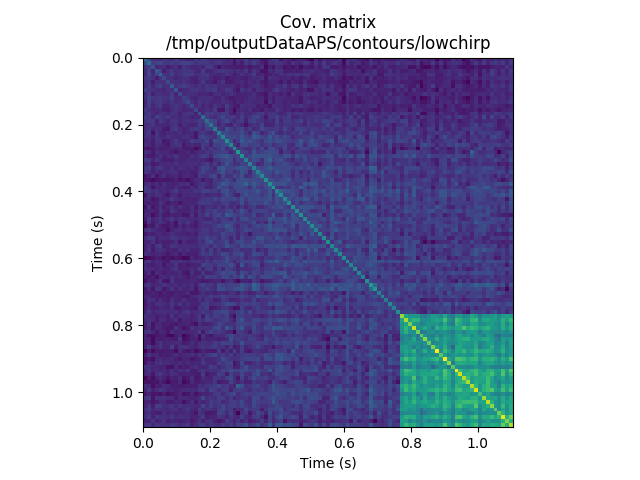 Cov. matrix
/tmp/outputDataAPS/contours/lowchirp
0.0
0.2
0.4
0.6
0.8
1.0
Time (s)
0.0 0.2 0.4 0.6 0.8 1.0
Time (s)